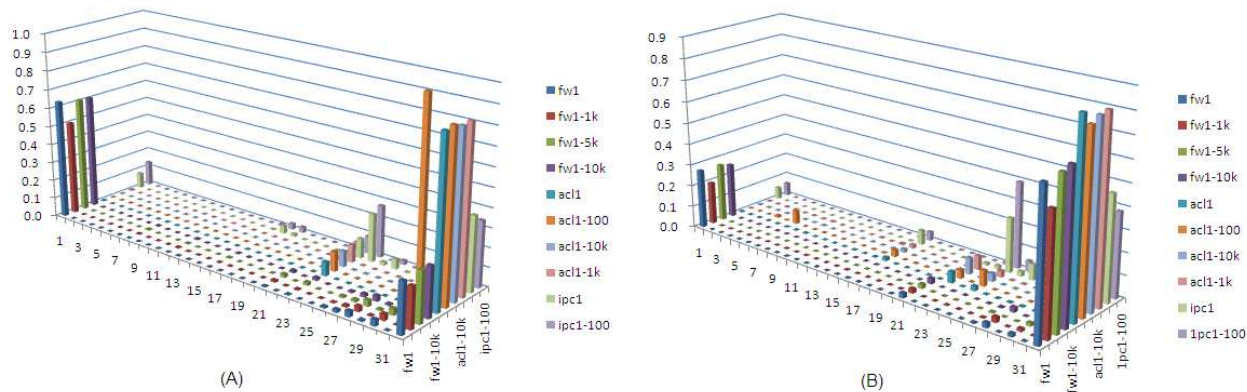 1.0
0.9
0.8
0.7
0.6
0.5
0.4
0.3
0.2
0.1
0.0
1
3
5
7
9
11
13
15
17
19
21
23
25
27
29
31
fw1
fw1-10k
acl1-10k
ipc1-100
fw1
fw1-1k
fw1-5k
fw1-10k
acl1
acl1-100
acl1-10k
acl1-1k
ipc1
ipc1-100
(A)
0.9
0.8
0.7
0.6
0.5
0.4
0.3
0.2
0.1
0.0
1
3
5
7
9
11
13
15
17
19
21
23
25
27
29
31
fw1
fw1-10k
acl1-10k
1pc1-100
fw1
fw1-1k
fw1-5k
fw1-10k
acl1
acl1-100
acl1-10k
acl1-1k
ipc1
1pc1-100
(B)